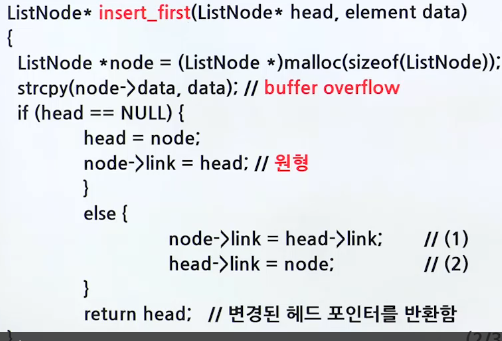 ListNode* insert_first(ListNode* head, element data)
{
ListNode *node = (ListNode *)malloc(sizeof(ListNode));
strcpy(node->data, data); // buffer overflow
if (head == NULL) {
head = node;
node->link = head; // 원형
}
else {
node->link = head->link; // (1)
head->link = node; // (2)
}
return head; // 변경된 헤드 포인터를 반환함
}